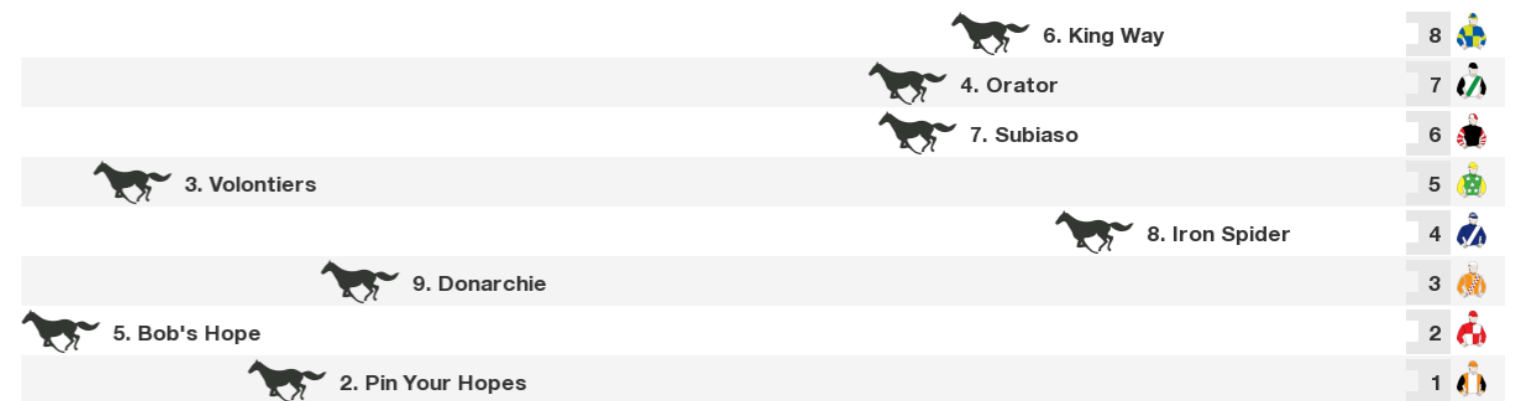 6. King Way 8
4. Orator 7
7. Subiaso 6
3. Volontiers 5
8. Iron Spider 4
9. Donarchie 3
5. Bob's Hope 2
2. Pin Your Hopes 1